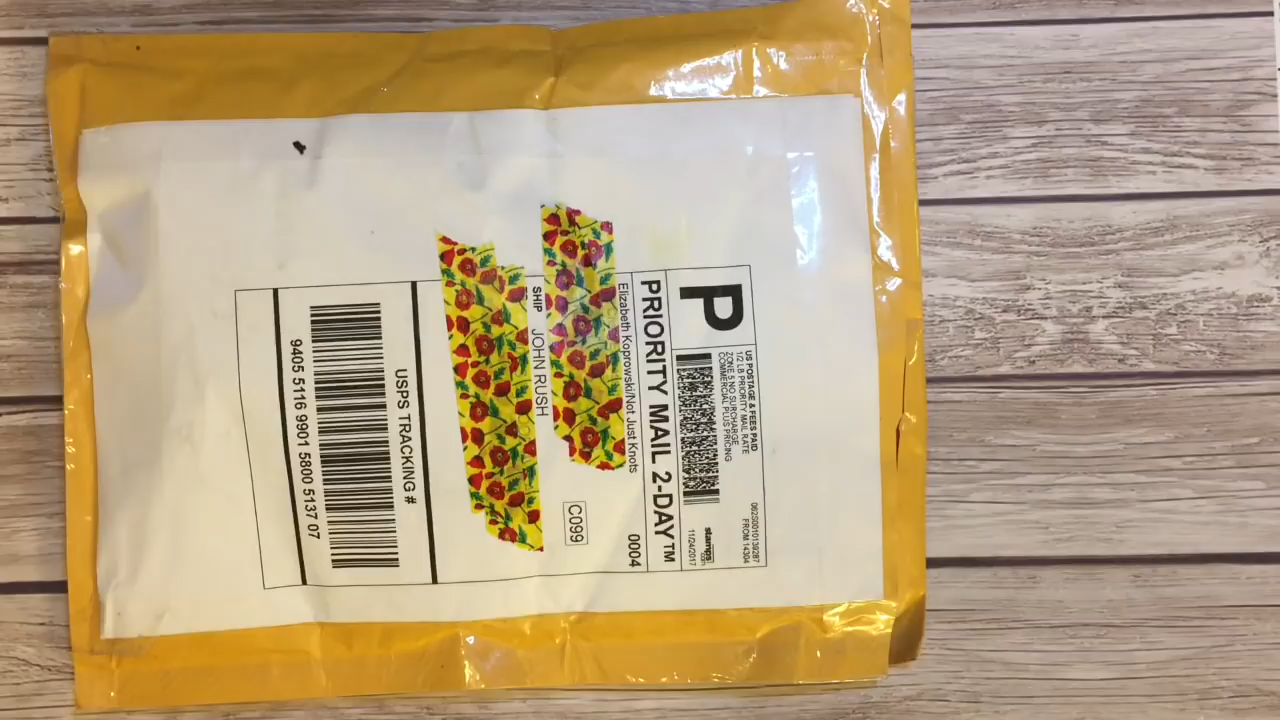 P
US POSTAGE & FEES PAID
1/2 LB PRIORITY MAIL RATE
ZONE 5 NO SURCHARGE
COMMERCIAL PLUS PRICING
062S0010139287
FROM 14304
stamps
.com
11/24/2017
PRIORITY MAIL 2-DAY™
Elizabeth Koprowski/Not Just Knots
0004
C099
SHIP
JOHN RUSH
USPS TRACKING #
9405 5116 9901 5800 5137 07